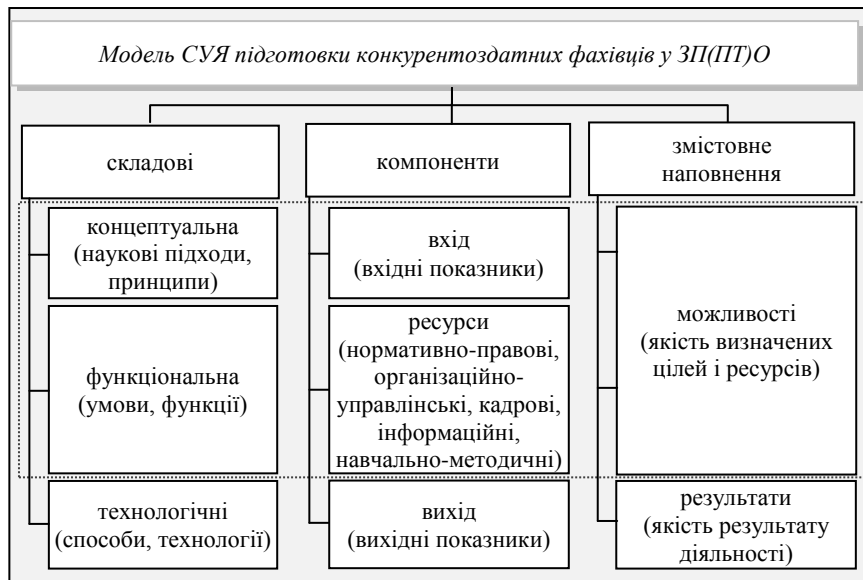 Модель СУЯ підготовки конкурентоздатних фахівців у ЗП(ПТ)О
складові
концептуальна
(наукові підходи,
принципи)
функціональна
(умови, функції)
технологічні
(способи, технології)
компоненти
вхід
(вхідні показники)
ресурси
(нормативно-правові,
організаційно-
управлінські, кадрові,
інформаційні,
навчально-методичні)
вихід
(вихідні показники)
змістовне
наповнення
можливості
(якість визначених
цілей і ресурсів)
результати
(якість результату
діяльності)